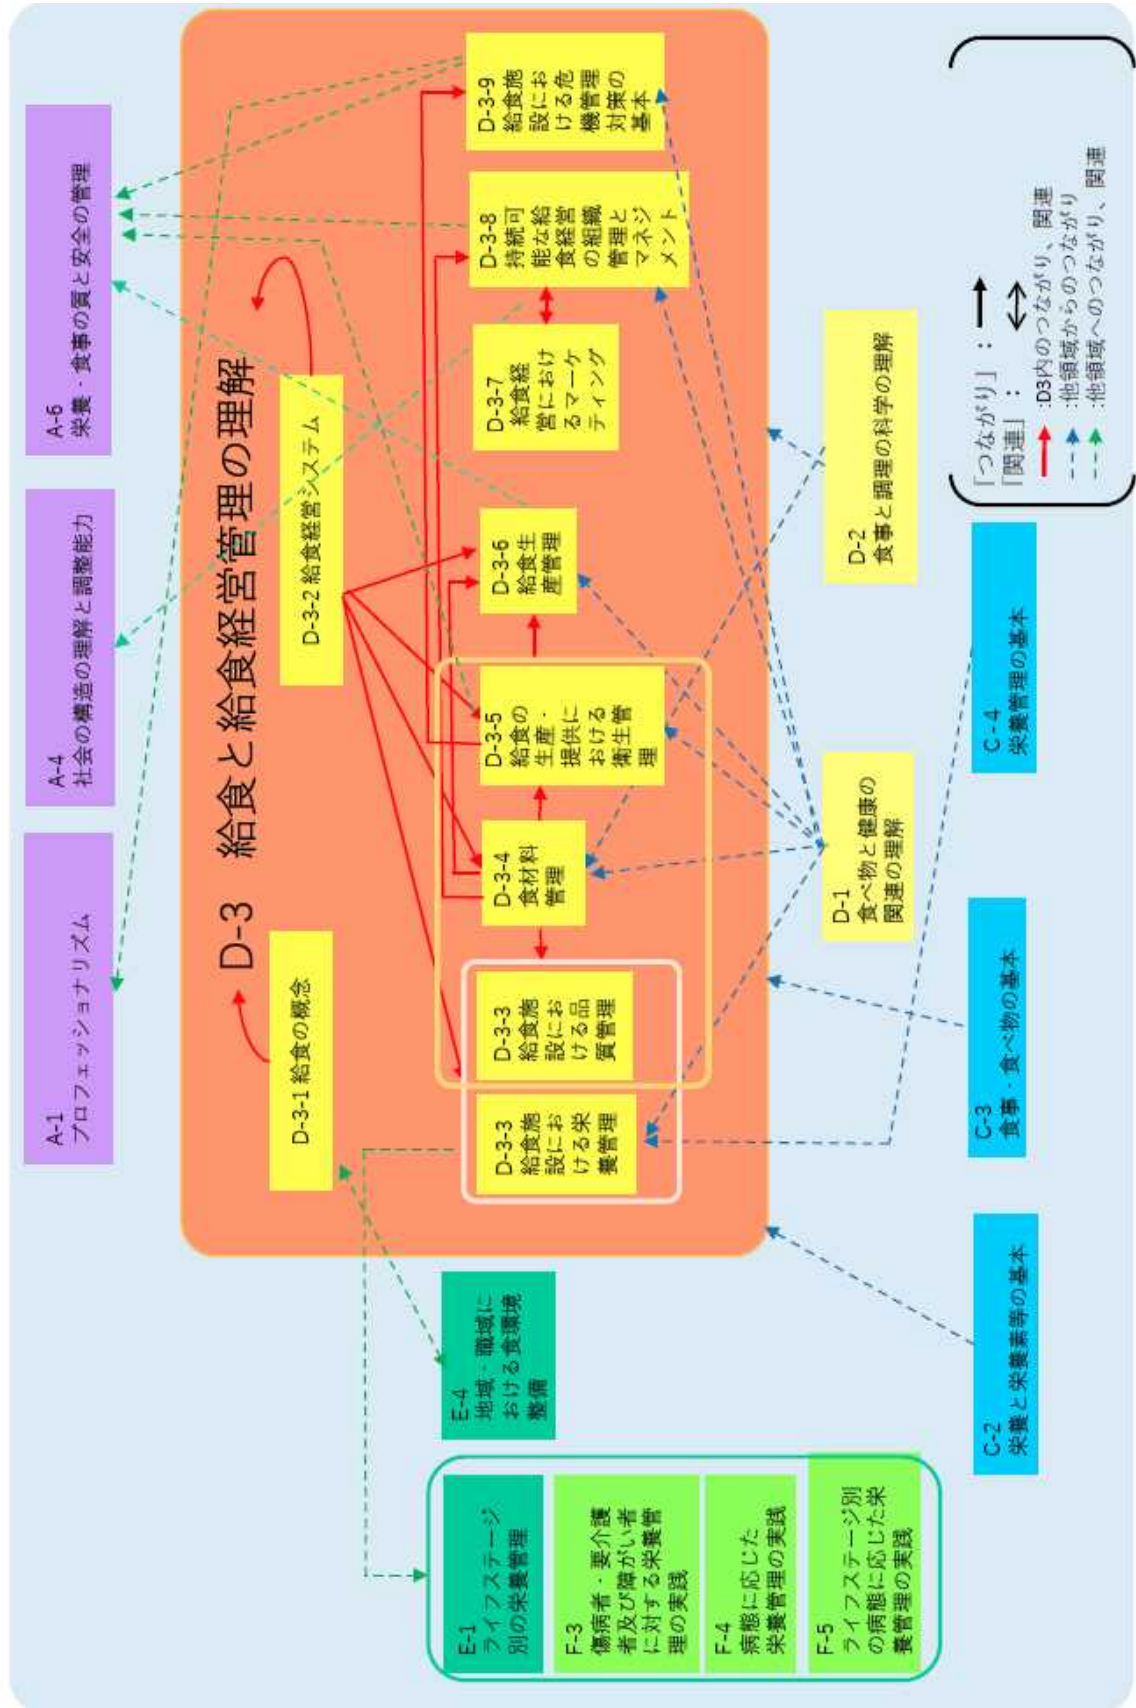 A-1
プロフェッショナリズム
A-4
社会の構造の理解と調整能力
A-6
栄養・食事の質と安全の管理
D-3 給食と給食経営管理の理解
D-3-1 給食の概念
D-3-2 給食経営システム
D-3-3
給食施
設にお
ける栄
養管理
D-3-3
給食施
設にお
ける品
質管理
D-3-4
食材料
管理
D-3-5
給食の
生産・
提供に
おける
衛生管
理
D-3-6
給食生
産管理
D-3-7
給食経
営におけ
るマーケ
ティング
D-3-8
持続可
能な給
食経営
の組織
管理と
マネジ
メント
D-3-9
給食施
設にお
ける危
機管理
対策の
基本
E-4
地域・職域に
おける食環境
整備
E-1
ライフステージ
別の栄養管理
F-3
傷病者・要介護
者及び障がい者
に対する栄養管
理の実践
F-4
病態に応じた
栄養管理の実践
F-5
ライフステージ別
の病態に応じた栄
養管理の実践
D-1
食べ物と健康の
関連の理解
D-2
食事と調理の科学の理解
C-2
栄養と栄養素等の基本
C-3
食事・食べ物の基本
C-4
栄養管理の基本
「つながり」:
「関連」 :
:D3内のつながり、関連
:他領域からのつながり
:他領域へのつながり、関連